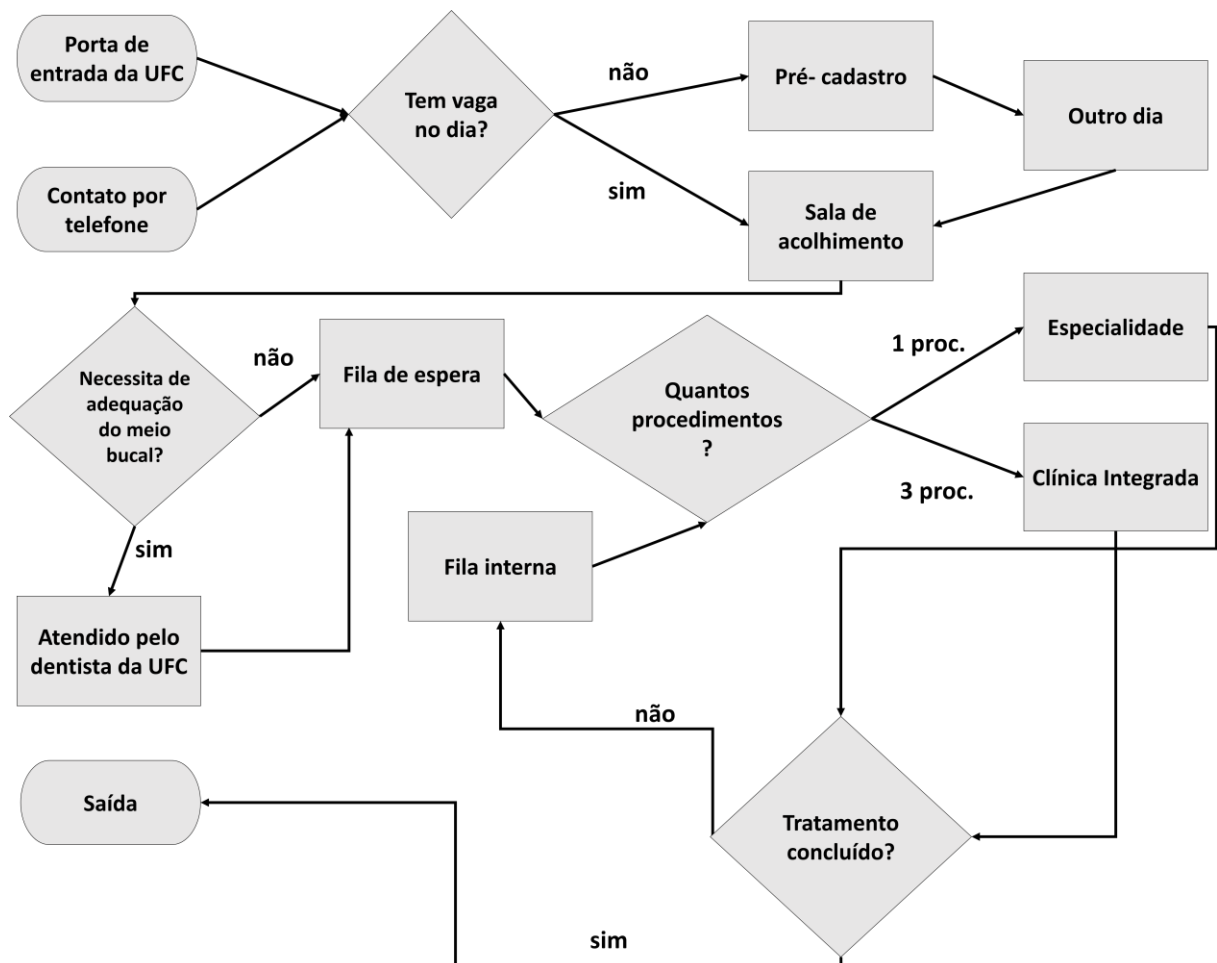 Porta de
entrada da UFC
Tem vaga
no dia?
não
Pré- cadastro
Outro dia
Contato por
telefone
sim
Sala de
acolhimento
Necessita de
adequação
do meio
bucal?
não
Fila de espera
Quantos
procedimentos
?
1 proc.
Especialidade
3 proc.
Clínica Integrada
sim
Fila interna
Atendido pelo
dentista da UFC
não
Saída
Tratamento
concluído?
sim